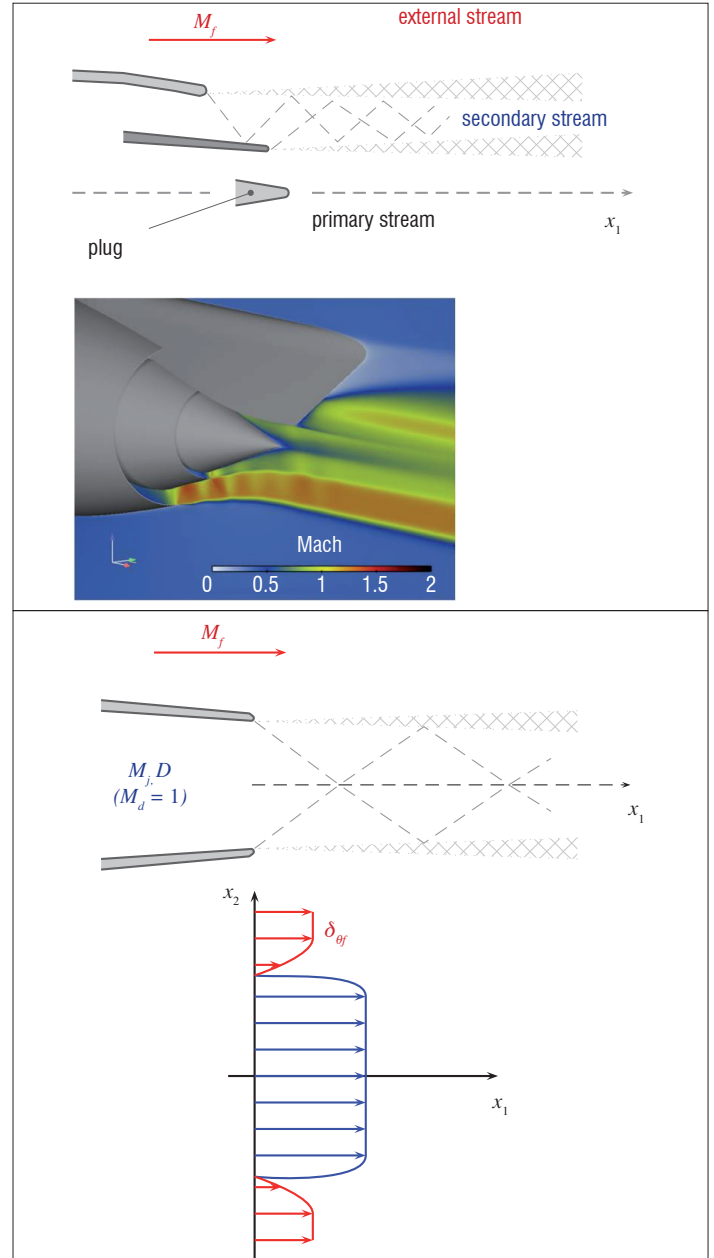 M_f
external stream
secondary stream
primary stream
x_1
plug
Mach
0 0.5 1 1.5 2
M_f
M_j, D
(M_d = 1)
x_1
x_2
δ_θf
x_1